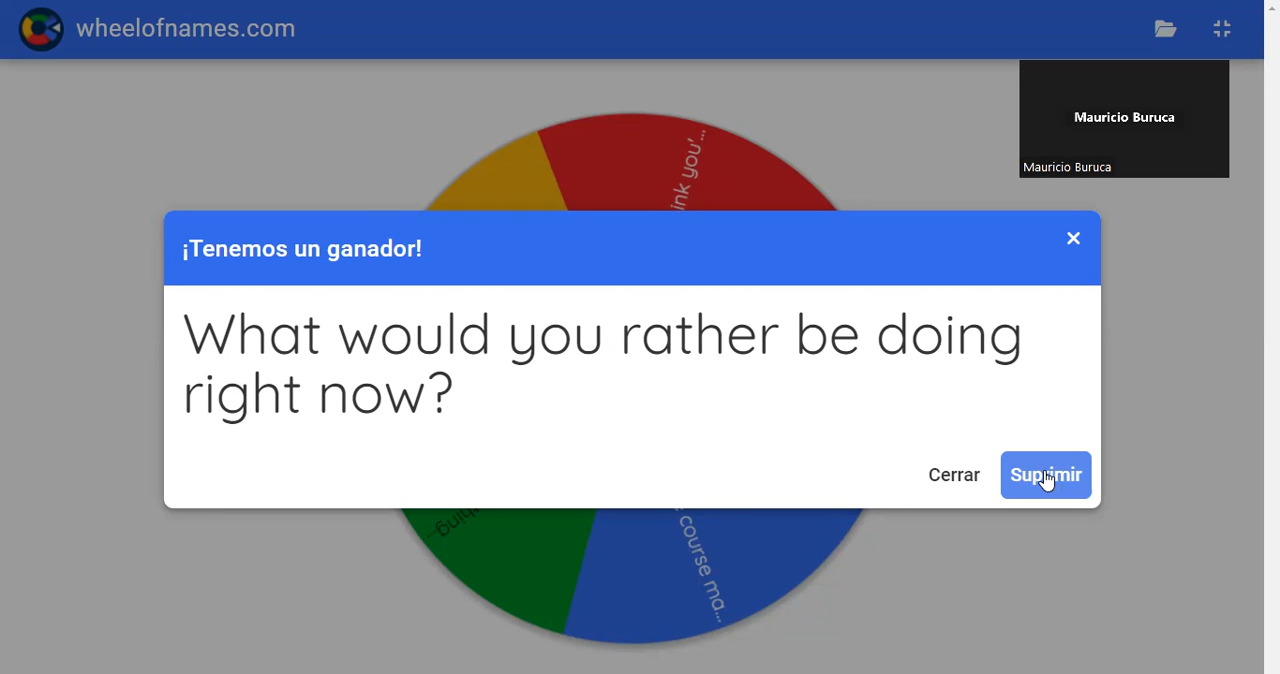 wheelofnames.com
Mauricio Buruca
Mauricio Buruca
ink you'...
¡Tenemos un ganador!
What would you rather be doing
right now?
Cerrar
Suprimir
course ma...